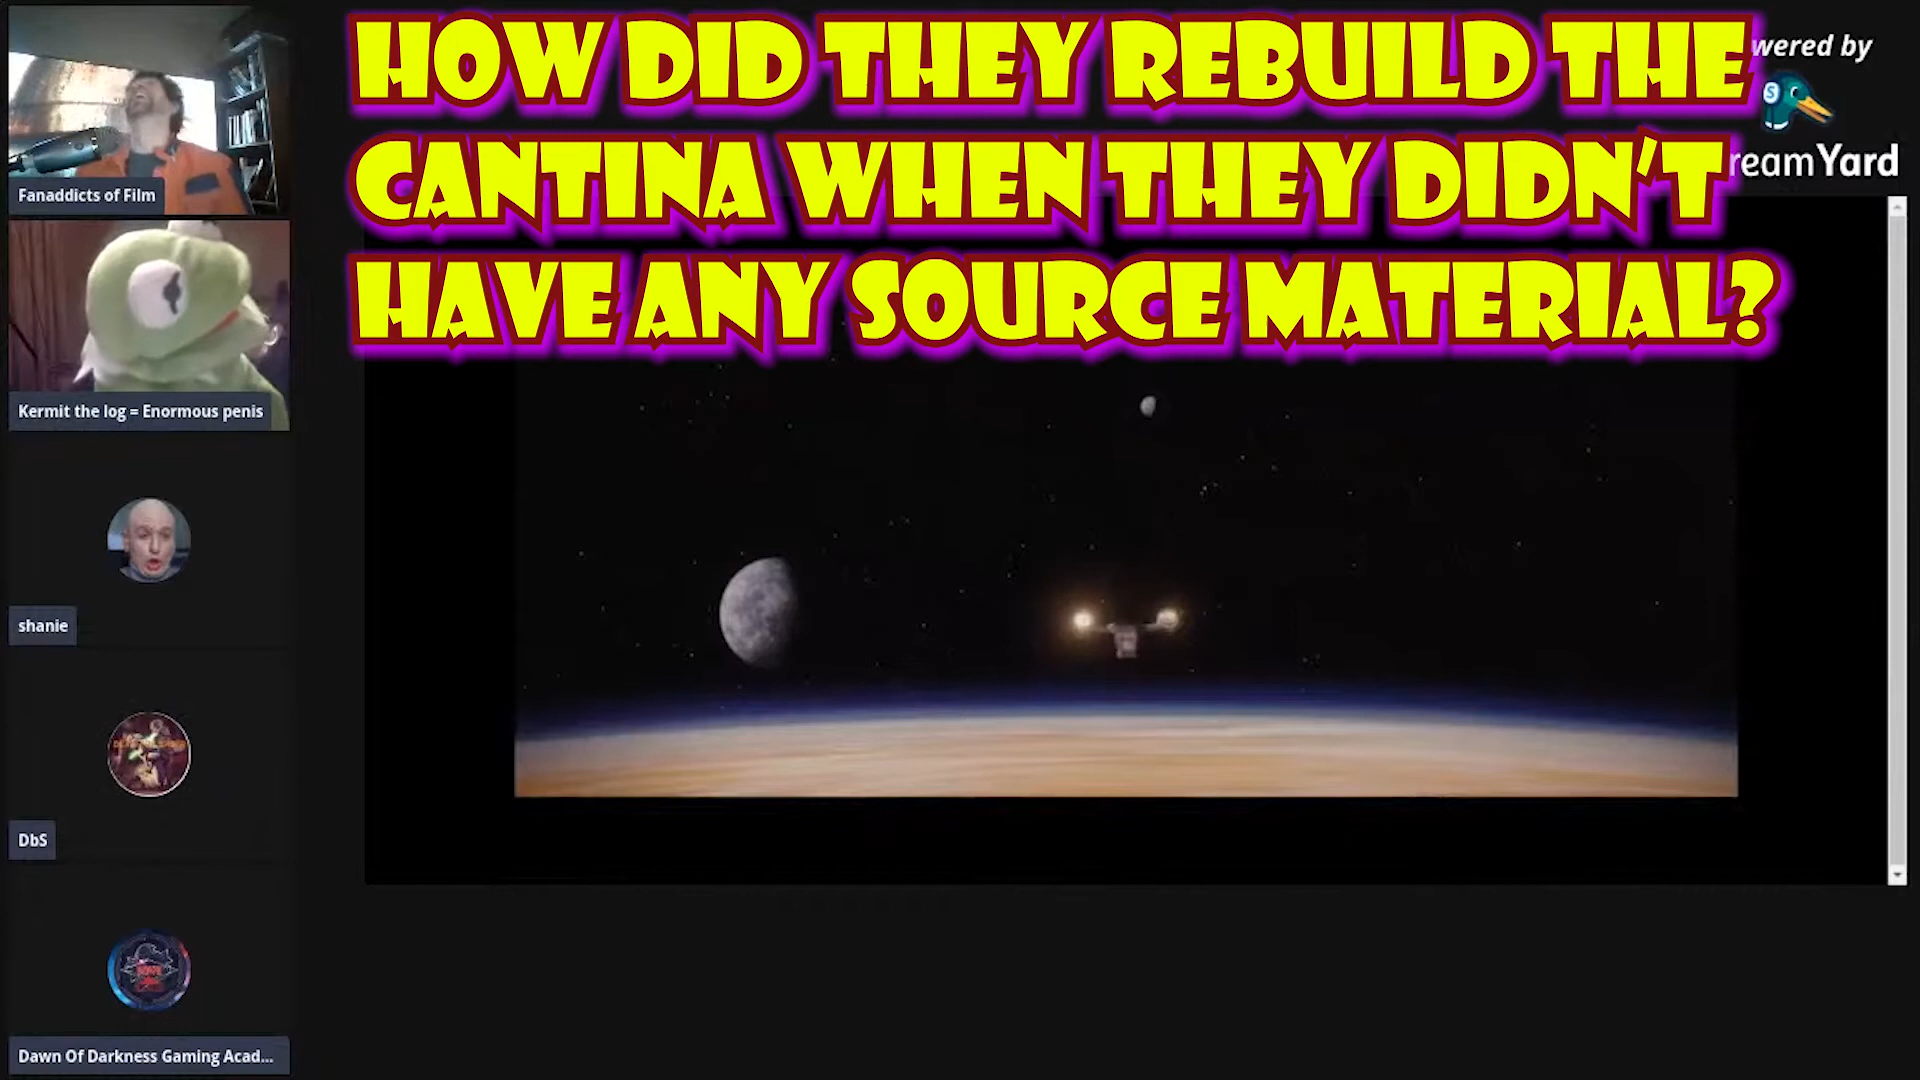 HOW DID THEY REBUILD THE
CANTINA WHEN THEY DIDN'T
HAVE ANY SOURCE MATERIAL?
wered by
S
reamYard
Fanaddicts of Film
Kermit the log = Enormous penis
shanie
DbS
Dawn Of Darkness Gaming Acad...